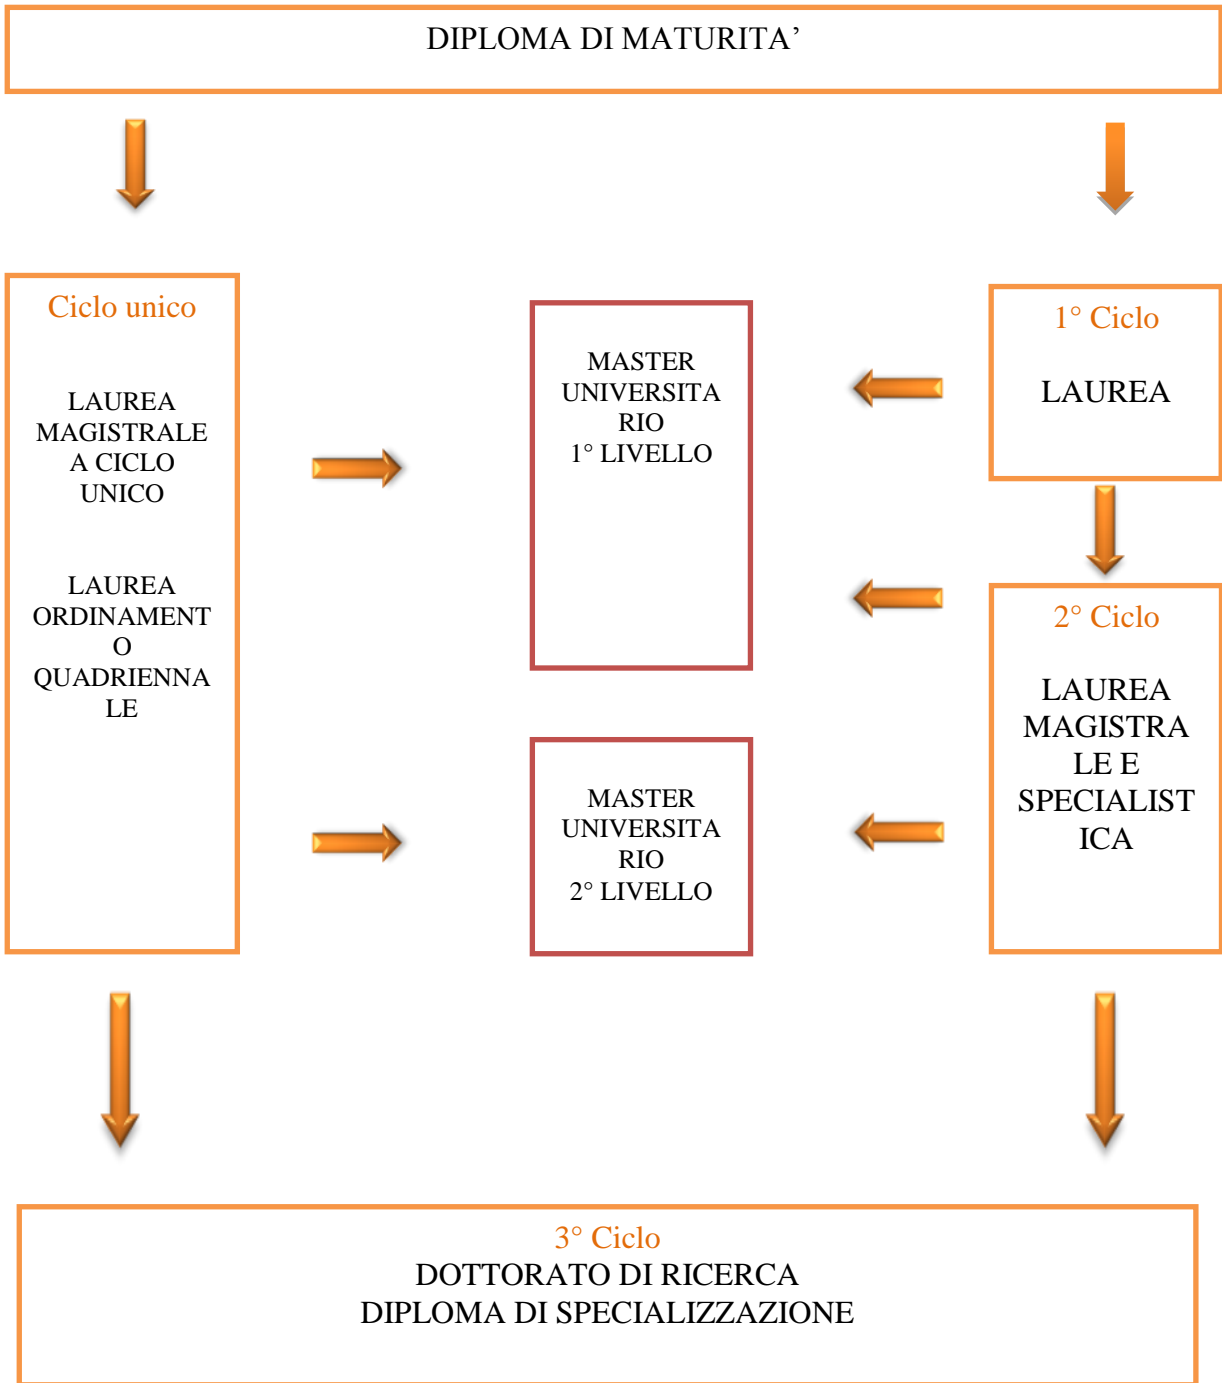 DIPLOMA DI MATURITA’
Ciclo unico
LAUREA
MAGISTRALE
A CICLO
UNICO
LAUREA
ORDINAMENT
O
QUADRIENNA
LE
MASTER
UNIVERSITA
RIO
1° LIVELLO
MASTER
UNIVERSITA
RIO
2° LIVELLO
1° Ciclo
LAUREA
2° Ciclo
LAUREA
MAGISTRA
LE E
SPECIALIST
ICA
3° Ciclo
DOTTORATO DI RICERCA
DIPLOMA DI SPECIALIZZAZIONE